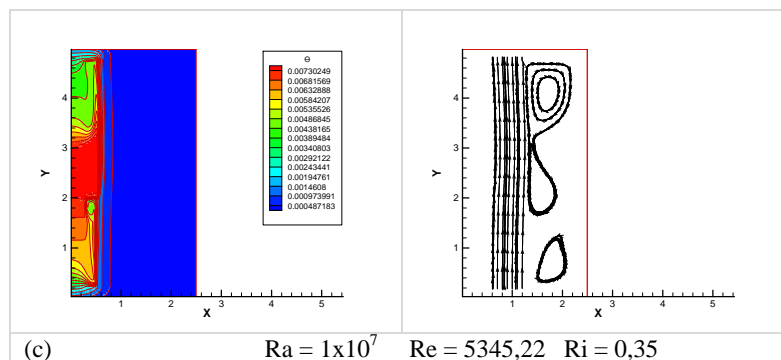 Θ
0.00730249
0.00681569
0.00632888
0.00584207
0.00535526
0.00486845
0.00438165
0.00389484
0.00340803
0.00292122
0.00243441
0.00194761
0.0014608
0.000973991
0.000487183
4
3
2
1
Y
1 2 3 4 5
X
4
3
2
1
Y
1 2 3 4 5
X
(c) Ra = 1x10⁷ Re = 5345,22 Ri = 0,35